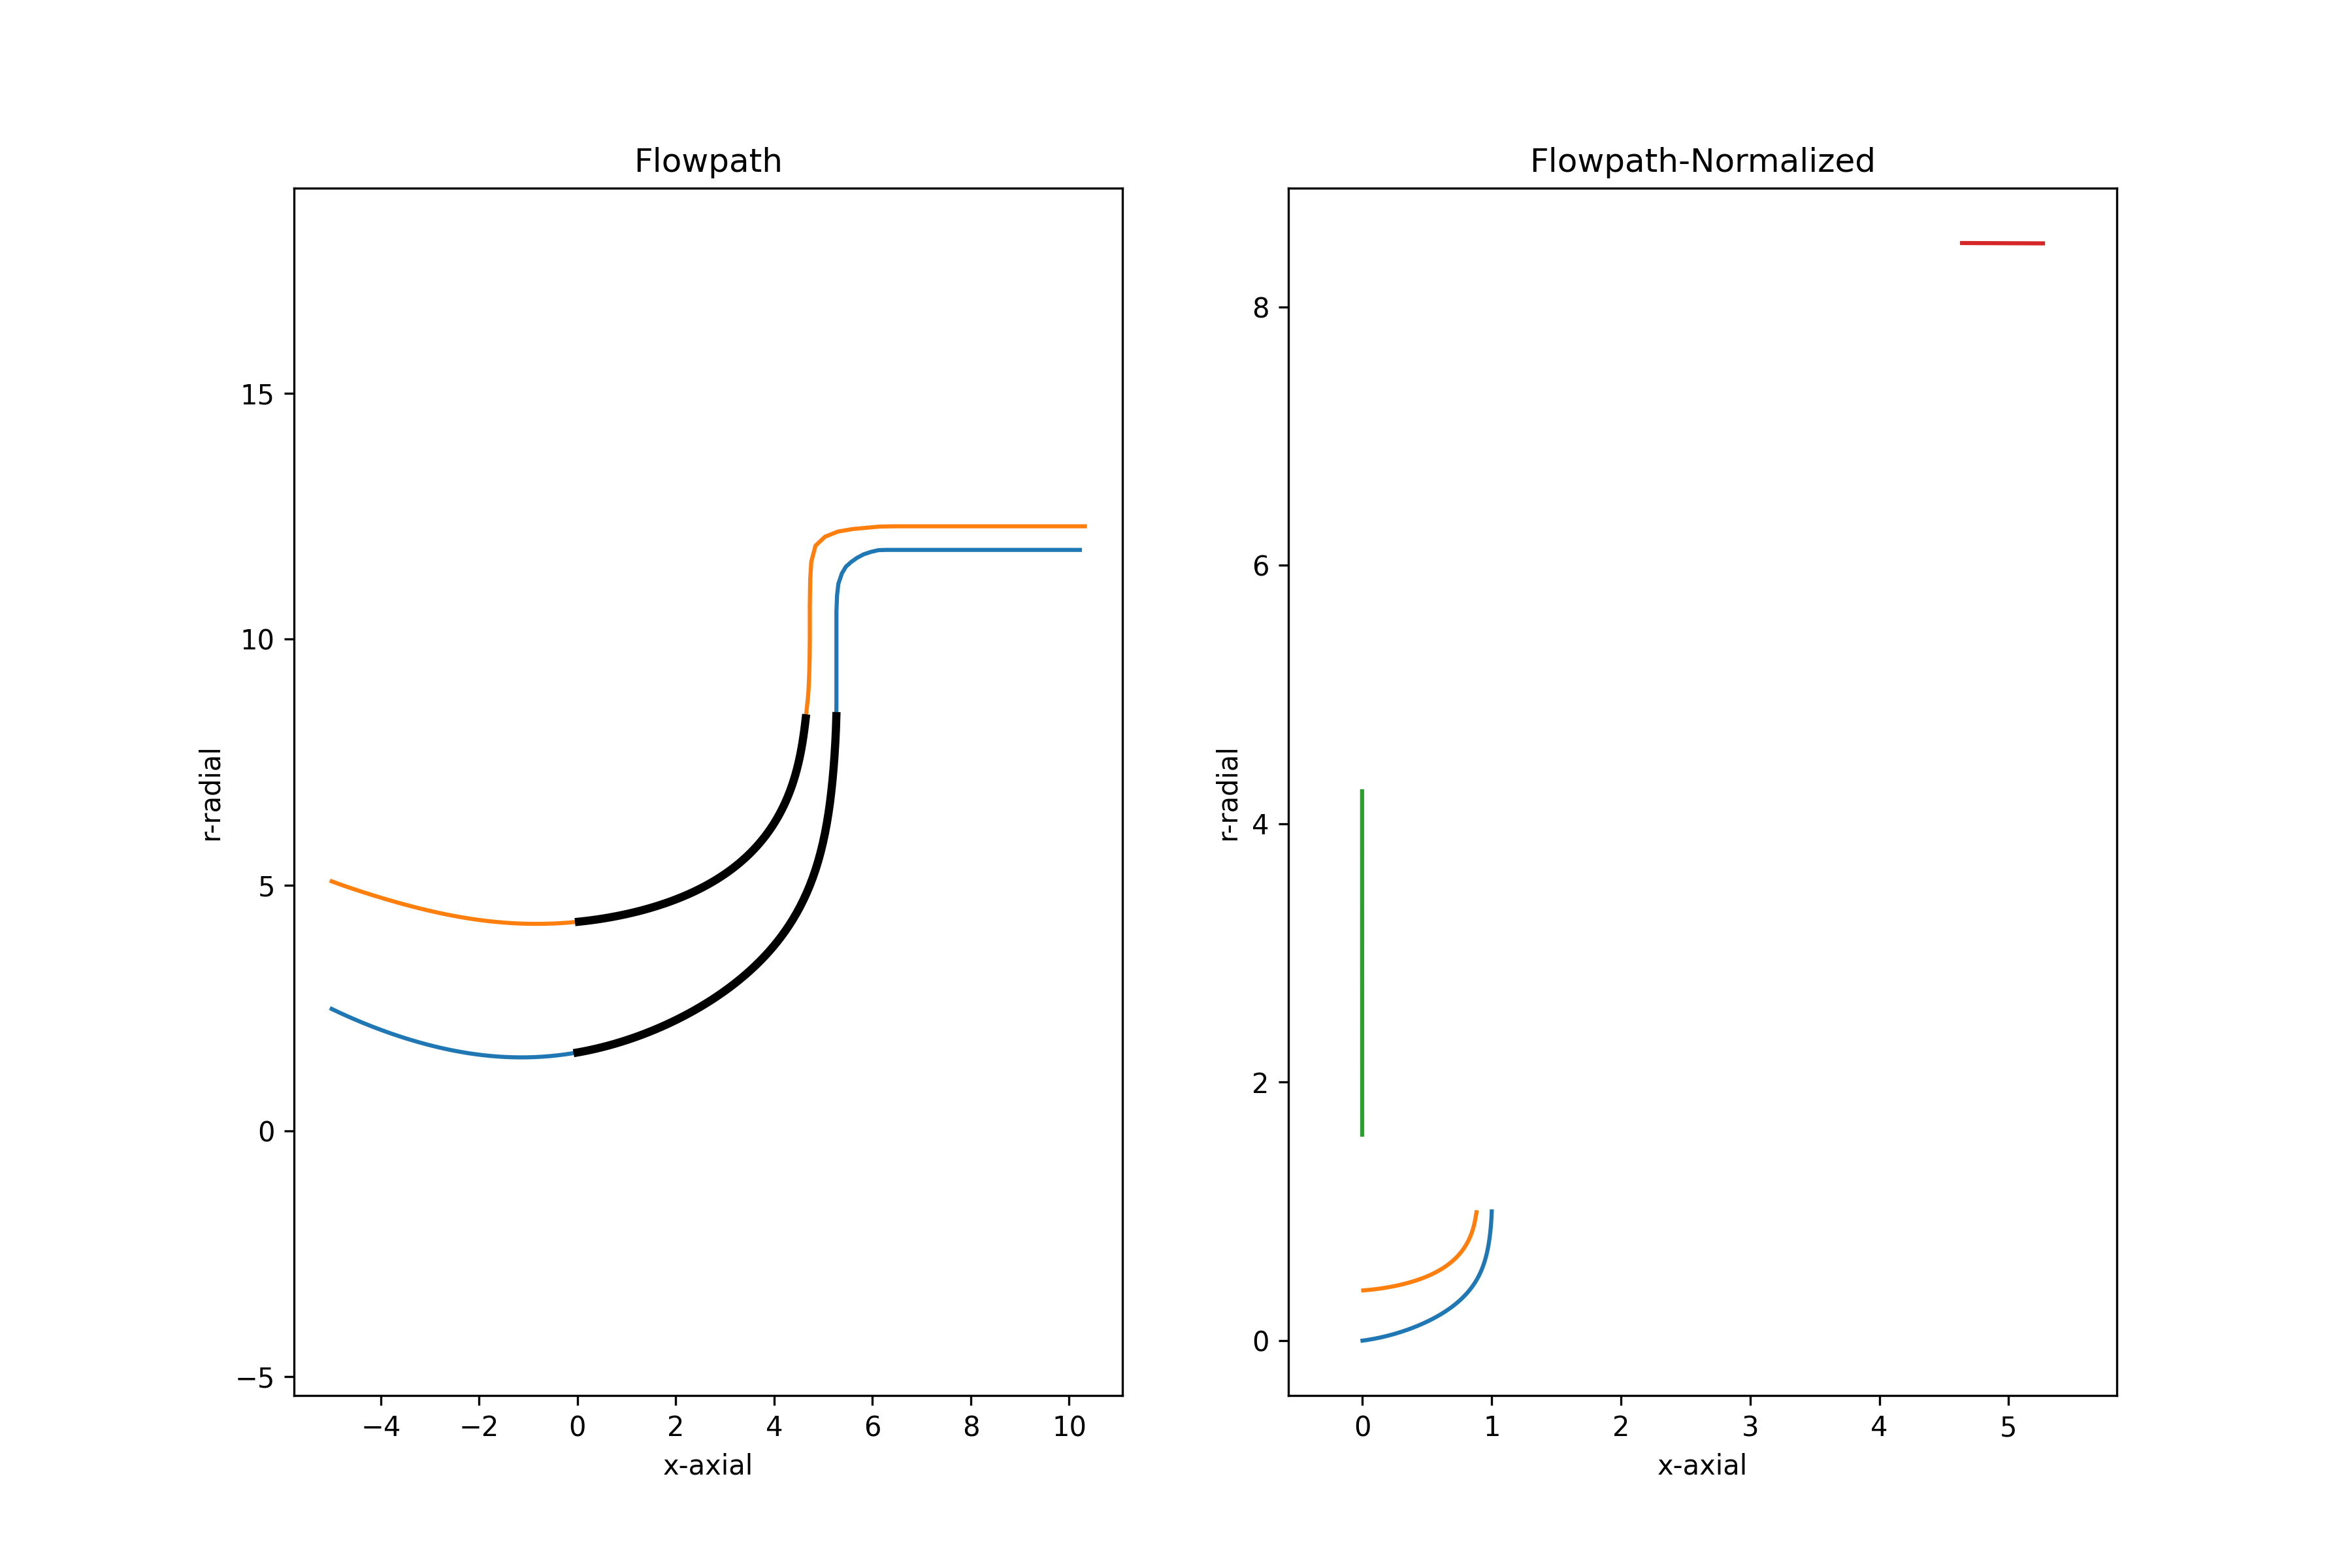 Flowpath
15
10
5
0
−5
r-radial
−4 −2 0 2 4 6 8 10
x-axial
Flowpath-Normalized
8
6
4
2
0
r-radial
0 1 2 3 4 5
x-axial